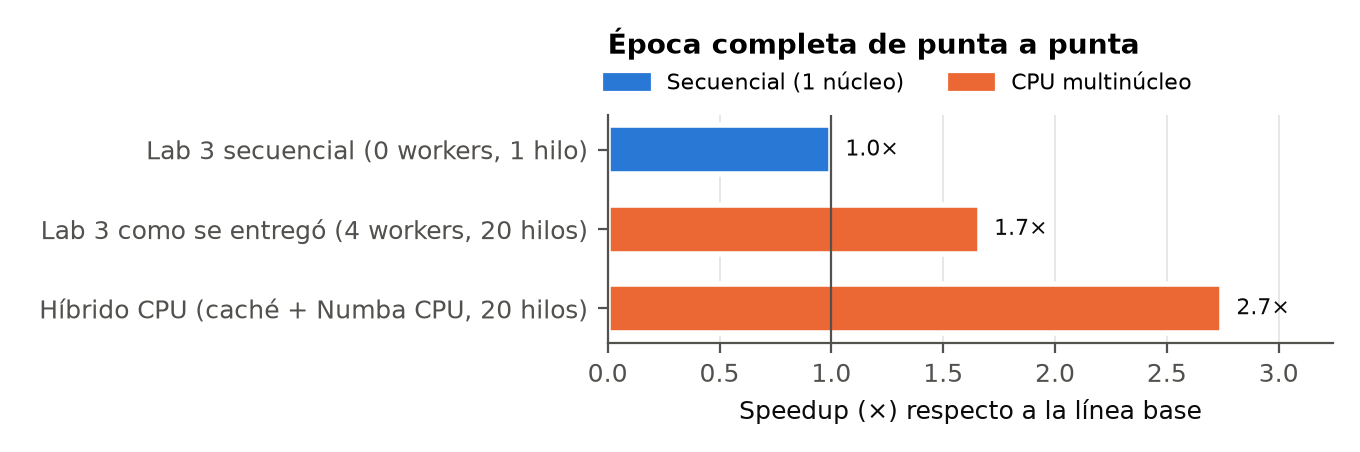 Época completa de punta a punta
Secuencial (1 núcleo) CPU multinúcleo
Lab 3 secuencial (0 workers, 1 hilo) 1.0×
Lab 3 como se entregó (4 workers, 20 hilos) 1.7×
Híbrido CPU (caché + Numba CPU, 20 hilos) 2.7×
0.0 0.5 1.0 1.5 2.0 2.5 3.0
Speedup (×) respecto a la línea base